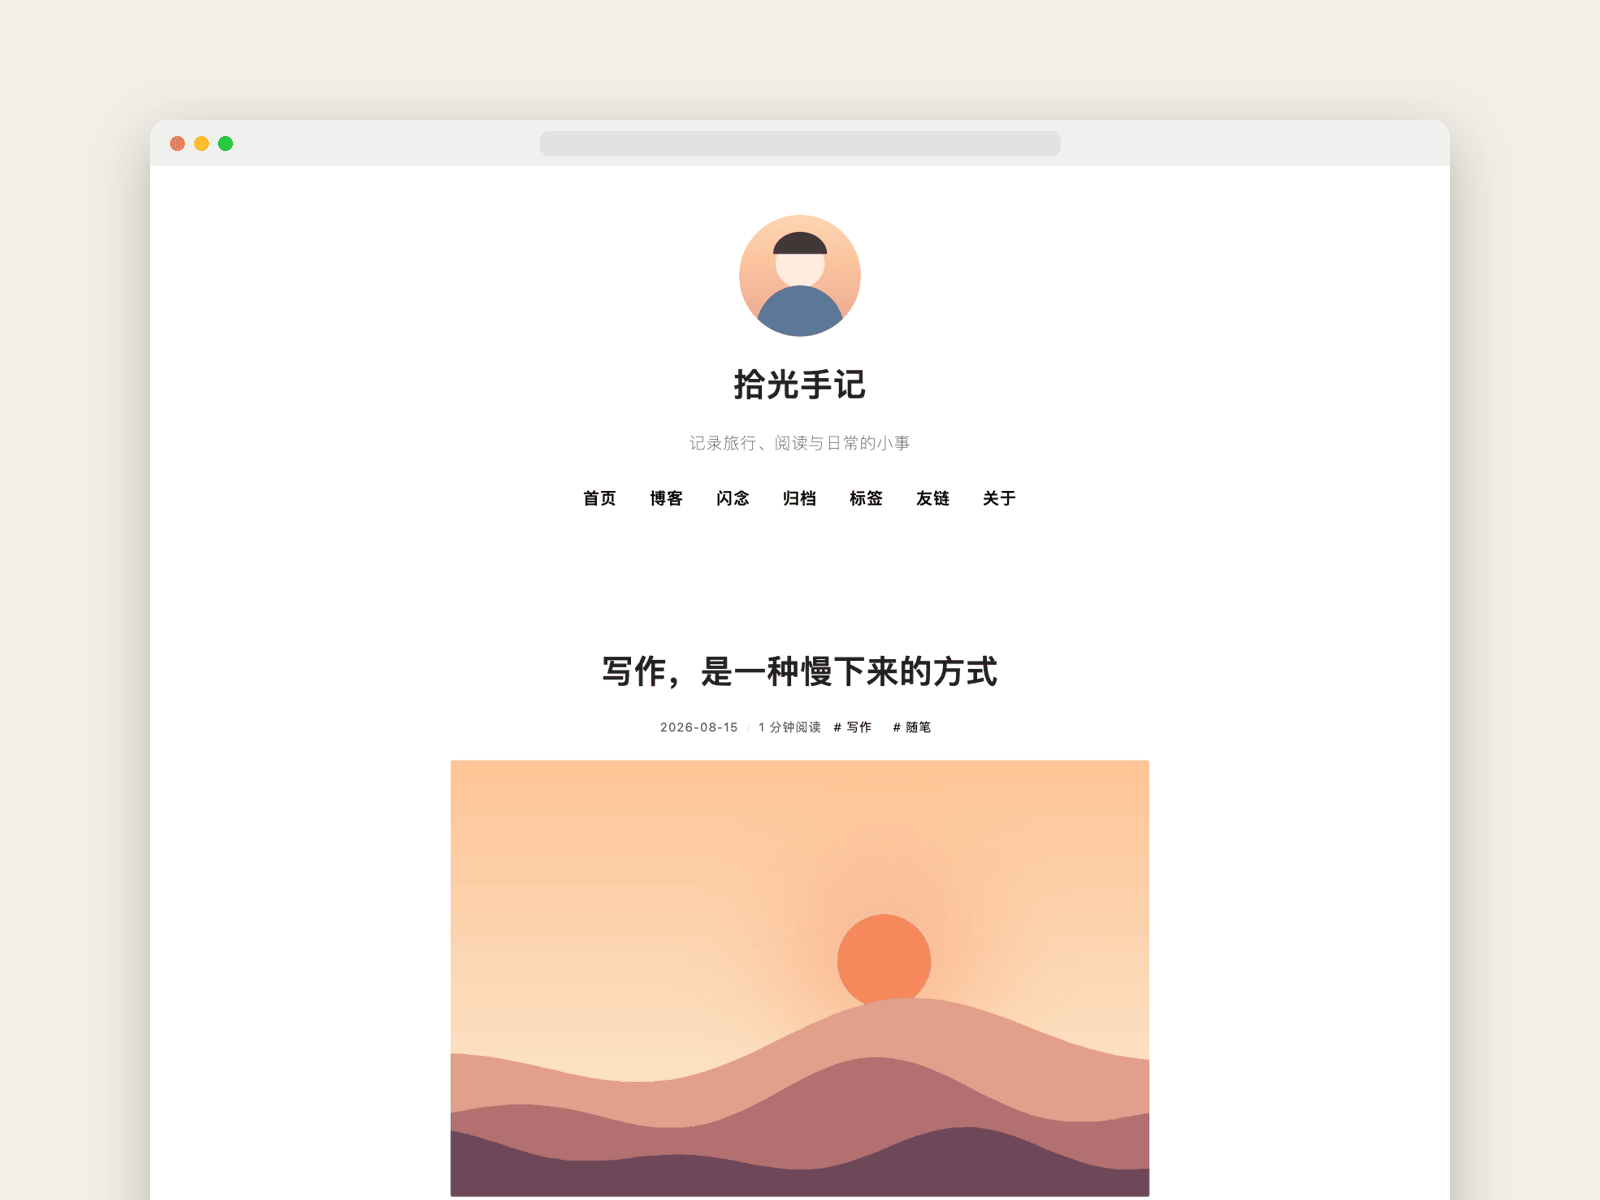 拾光手记
记录旅行、阅读与日常的小事
首页 博客 闪念 归档 标签 友链 关于
写作，是一种慢下来的方式
2026-08-15 / 1 分钟阅读 # 写作 # 随笔